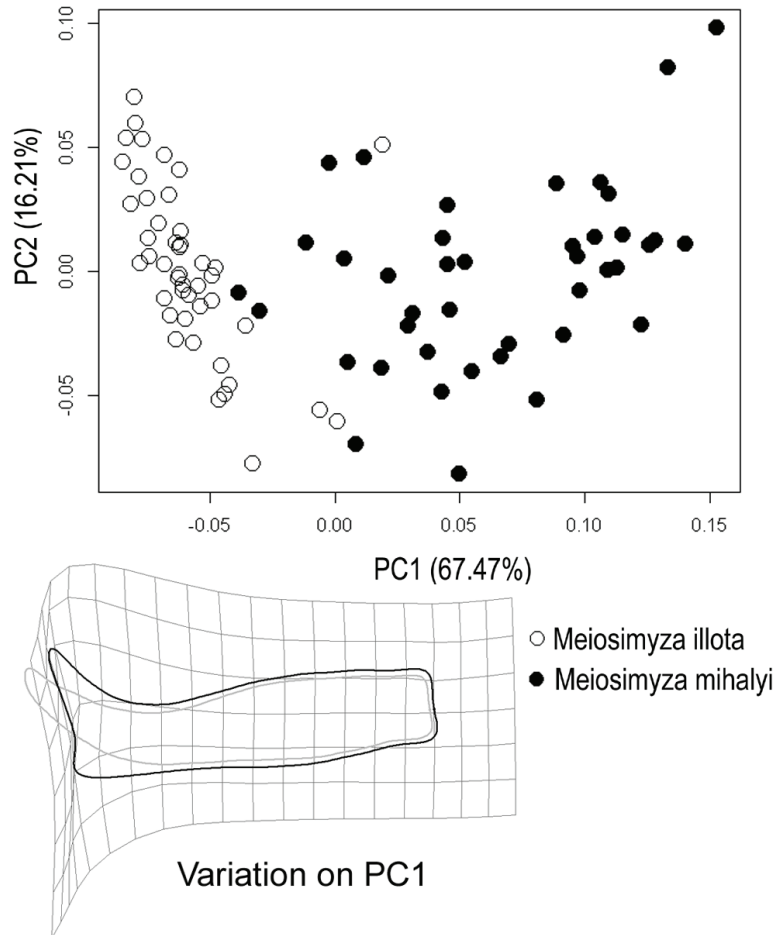 0.10
0.05
0.00
-0.05
PC2 (16.21%)
-0.05 0.00 0.05 0.10 0.15
PC1 (67.47%)
Meiosimyza illota
Meiosimyza mihalyi
Variation on PC1